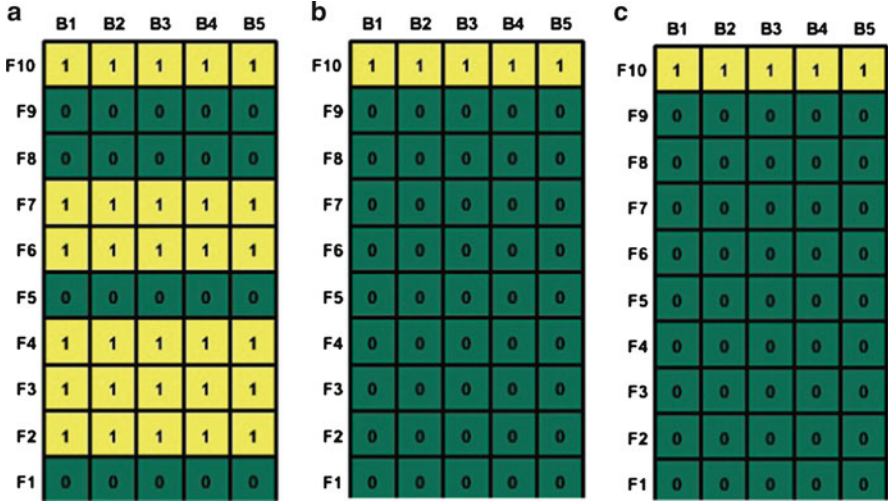 a
B1 B2 B3 B4 B5
F10 1 1 1 1 1
F9 0 0 0 0 0
F8 0 0 0 0 0
F7 1 1 1 1 1
F6 1 1 1 1 1
F5 0 0 0 0 0
F4 1 1 1 1 1
F3 1 1 1 1 1
F2 1 1 1 1 1
F1 0 0 0 0 0
b
B1 B2 B3 B4 B5
F10 1 1 1 1 1
F9 0 0 0 0 0
F8 0 0 0 0 0
F7 0 0 0 0 0
F6 0 0 0 0 0
F5 0 0 0 0 0
F4 0 0 0 0 0
F3 0 0 0 0 0
F2 0 0 0 0 0
F1 0 0 0 0 0
c
B1 B2 B3 B4 B5
F10 1 1 1 1 1
F9 0 0 0 0 0
F8 0 0 0 0 0
F7 0 0 0 0 0
F6 0 0 0 0 0
F5 0 0 0 0 0
F4 0 0 0 0 0
F3 0 0 0 0 0
F2 0 0 0 0 0
F1 0 0 0 0 0